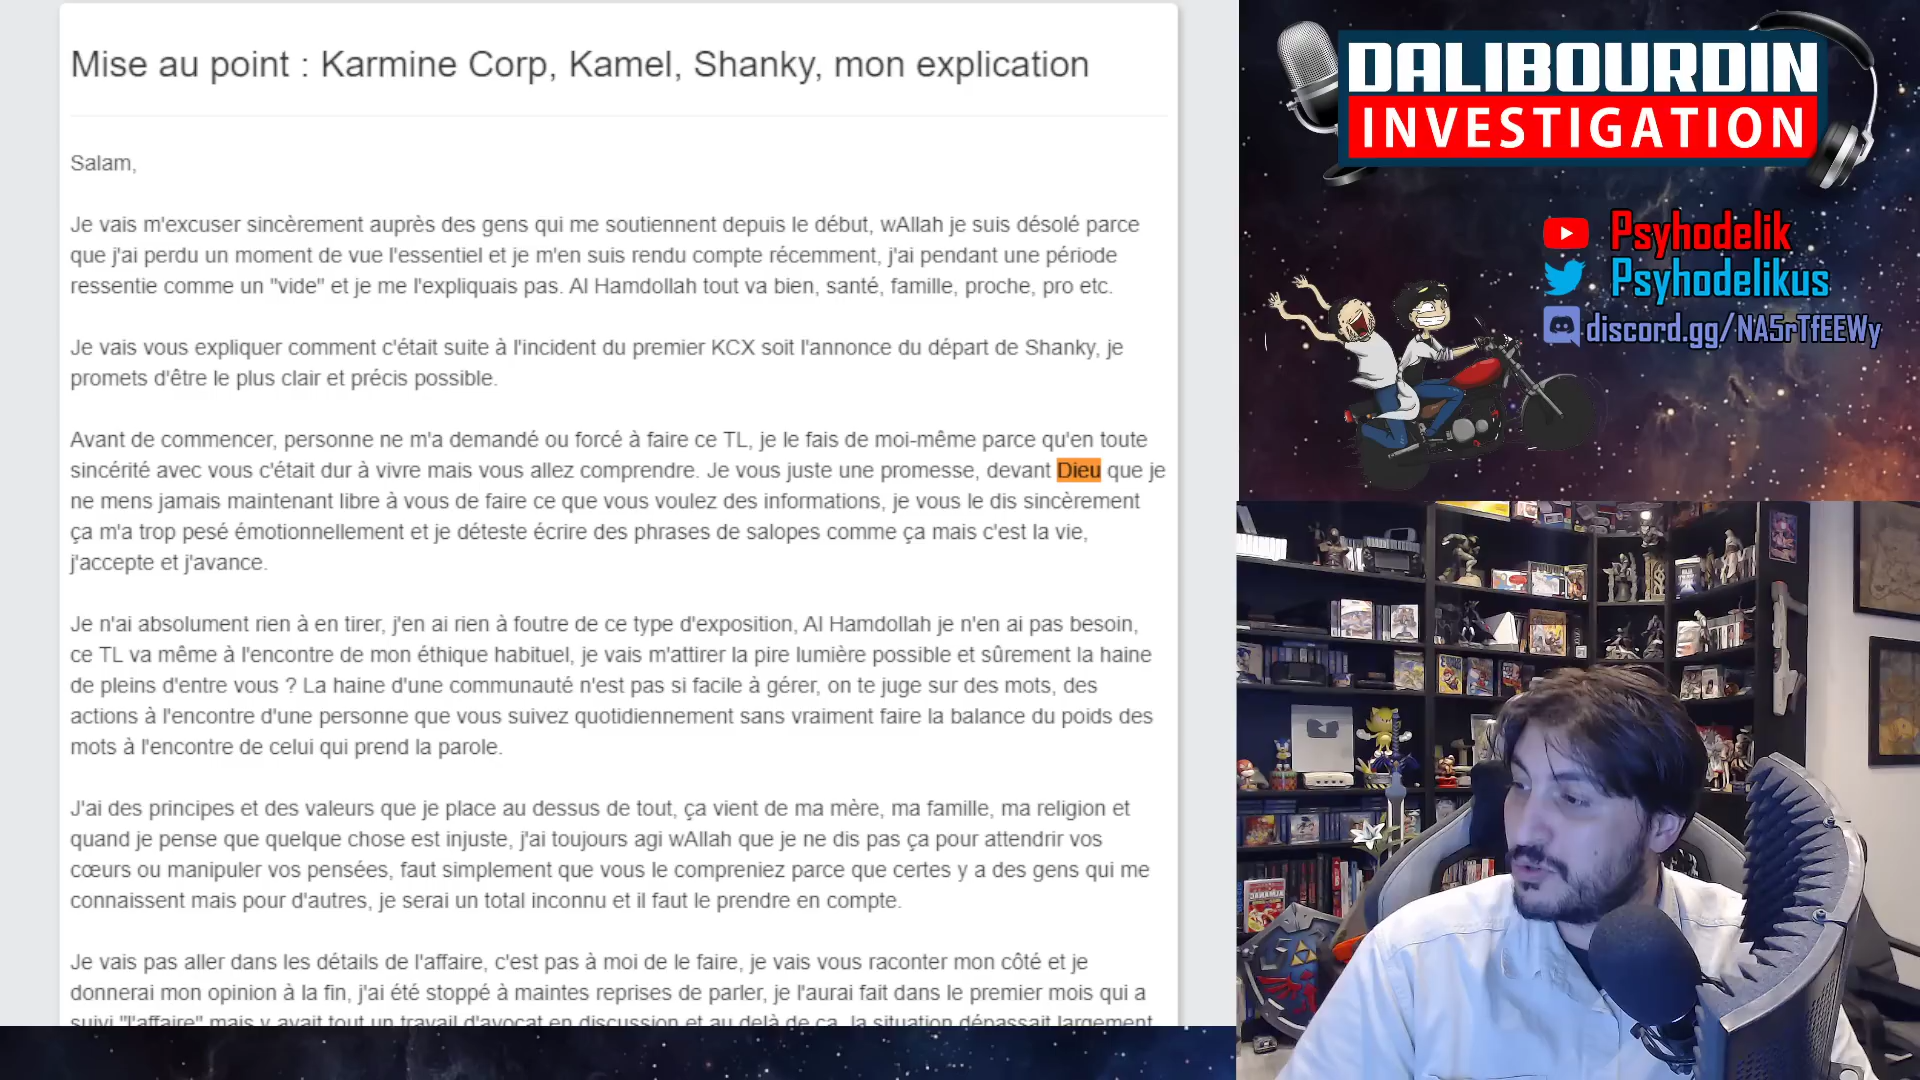 Mise au point : Karmine Corp, Kamel, Shanky, mon explication
Salam,
Je vais m'excuser sincèrement auprès des gens qui me soutiennent depuis le début, wAllah je suis désolé parce
que j'ai perdu un moment de vue l'essentiel et je m'en suis rendu compte récemment, j'ai pendant une période
ressentie comme un "vide" et je me l'expliquais pas. Al Hamdollah tout va bien, santé, famille, proche, pro etc.
Je vais vous expliquer comment c'était suite à l'incident du premier KCX soit l'annonce du départ de Shanky, je
promets d'être le plus clair et précis possible.
Avant de commencer, personne ne m'a demandé ou forcé à faire ce TL, je le fais de moi-même parce qu'en toute
sincérité avec vous c'était dur à vivre mais vous allez comprendre. Je vous juste une promesse, devant Dieu que je
ne mens jamais maintenant libre à vous de faire ce que vous voulez des informations, je vous le dis sincèrement
ça m'a trop pesé émotionnellement et je déteste écrire des phrases de salopes comme ça mais c'est la vie,
j'accepte et j'avance.
Je n'ai absolument rien à en tirer, j'en ai rien à foutre de ce type d'exposition, Al Hamdollah je n'en ai pas besoin,
ce TL va même à l'encontre de mon éthique habituel, je vais m'attirer la pire lumière possible et sûrement la haine
de pleins d'entre vous ? La haine d'une communauté n'est pas si facile à gérer, on te juge sur des mots, des
actions à l'encontre d'une personne que vous suivez quotidiennement sans vraiment faire la balance du poids des
mots à l'encontre de celui qui prend la parole.
J'ai des principes et des valeurs que je place au dessus de tout, ça vient de ma mère, ma famille, ma religion et
quand je pense que quelque chose est injuste, j'ai toujours agi wAllah que je ne dis pas ça pour attendrir vos
cœurs ou manipuler vos pensées, faut simplement que vous le compreniez parce que certes y a des gens qui me
connaissent mais pour d'autres, je serai un total inconnu et il faut le prendre en compte.
Je vais pas aller dans les détails de l'affaire, c'est pas à moi de le faire, je vais vous raconter mon côté et je
donnerai mon opinion à la fin, j'ai été stoppé à maintes reprises de parler, je l'aurai fait dans le premier mois qui a
suivi "l'affaire" mais y avait tout un travail d'avocat en discussion et au delà de ça, la situation dépassait largement
DALIBOURDIN
INVESTIGATION
Psyhodelik
Psyhodelikus
discord.gg/NA5rTfEEWy